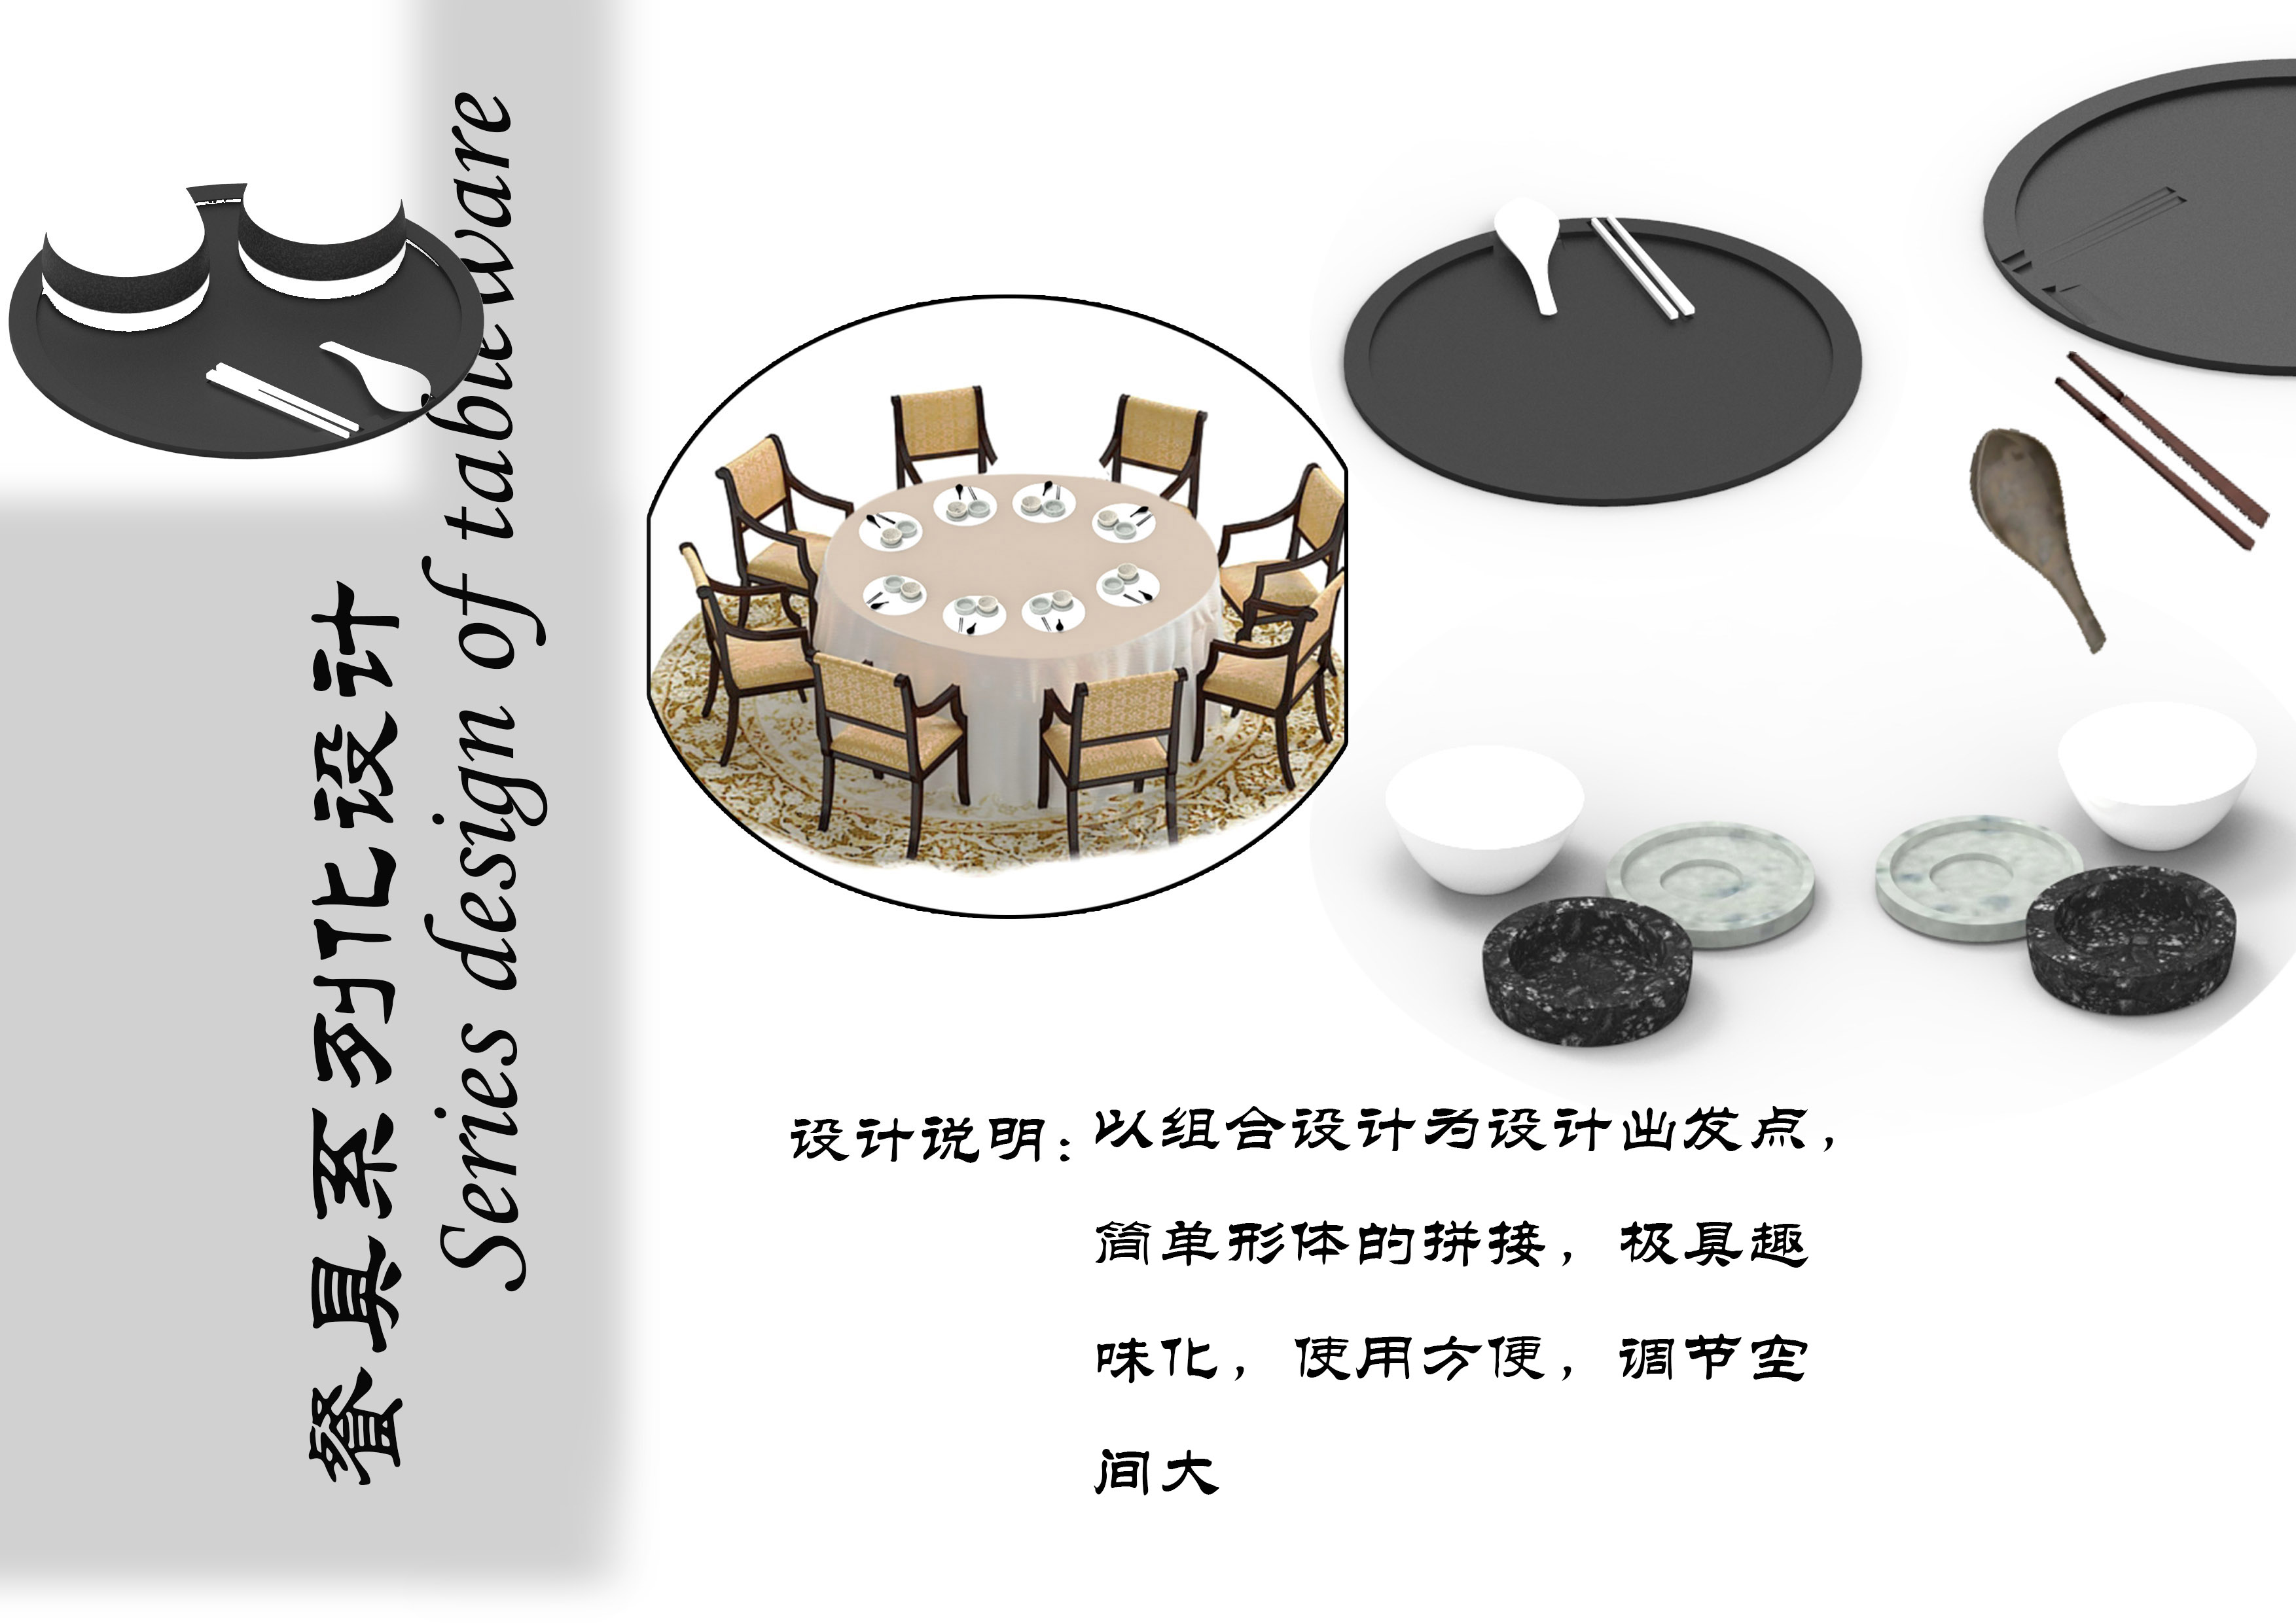 餐具系列化设计
Series design of tableware
设计说明：以组合设计为设计出发点，
简单形体的拼接，极具趣
味化，使用方便，调节空
间大